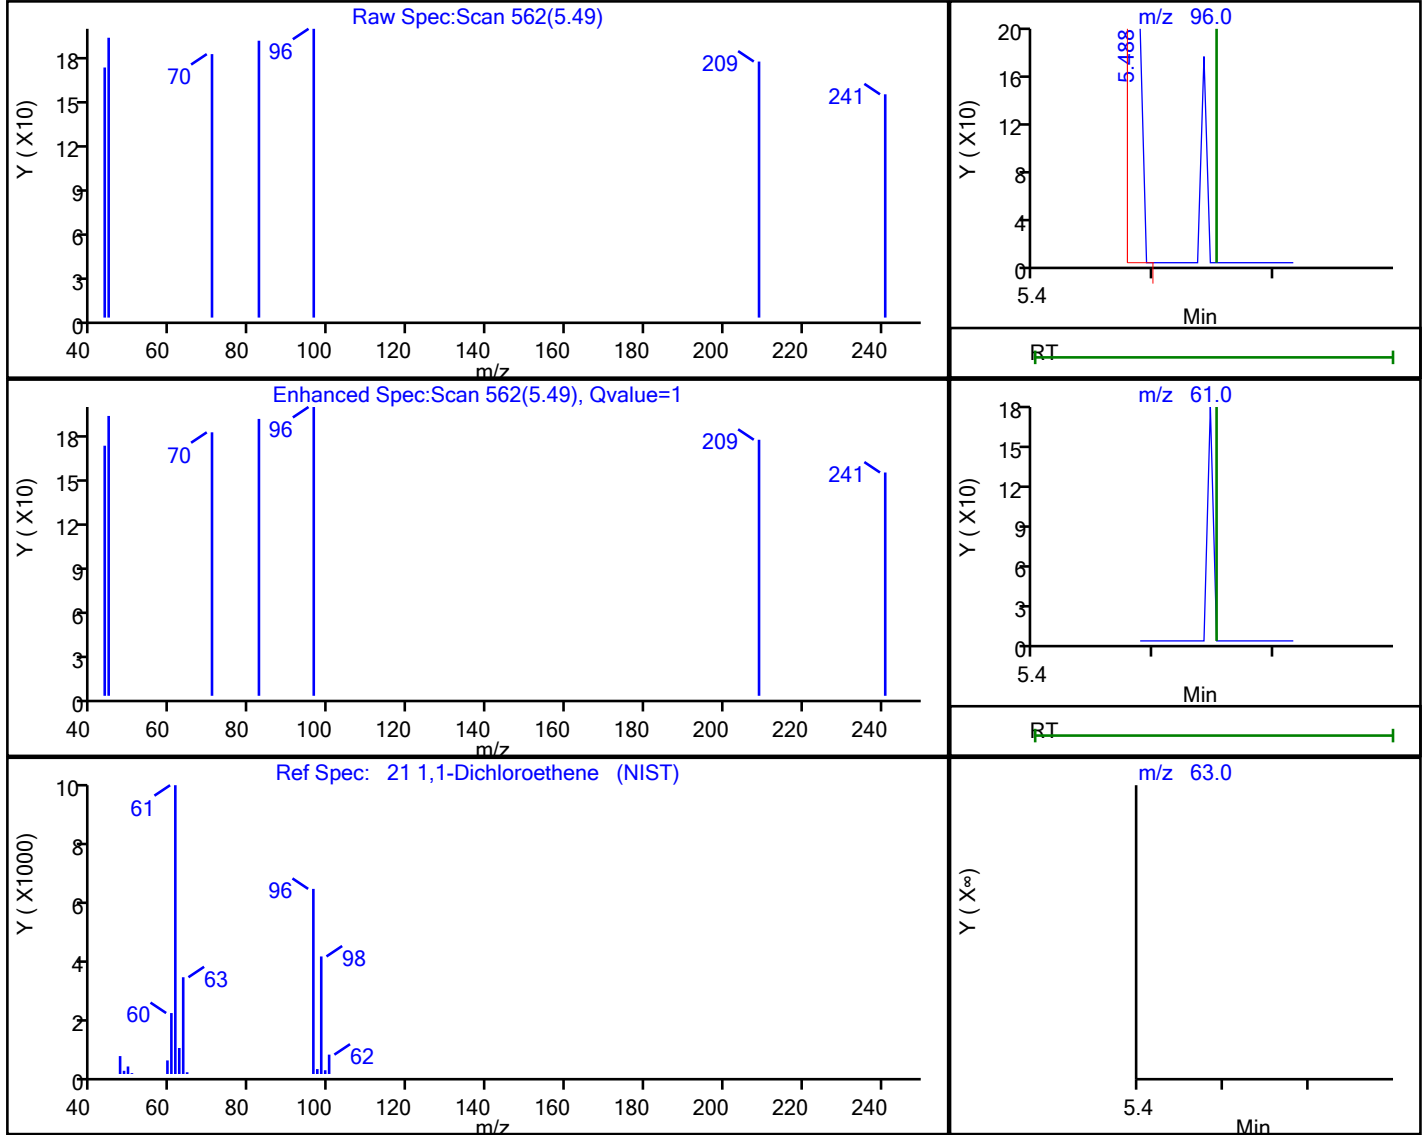 Raw Spec:Scan 562(5.49)
Y ( X10)
18
15
12
9
6
3
0
70
96
209
241
40 60 80 100 120 140 160 180 200 220 240
m/z
m/z 96.0
Y ( X10)
20
16
12
8
4
0
5.488
5.4
Min
RT
Enhanced Spec:Scan 562(5.49), Qvalue=1
Y ( X10)
18
15
12
9
6
3
0
70
96
209
241
40 60 80 100 120 140 160 180 200 220 240
m/z
m/z 61.0
Y ( X10)
18
15
12
9
6
3
0
5.4
Min
RT
Ref Spec: 21 1,1-Dichloroethene (NIST)
Y ( X1000)
10
8
6
4
2
0
61
96
98
63
60
62
40 60 80 100 120 140 160 180 200 220 240
m/z
m/z 63.0
Y ( X∞)
5.4
Min